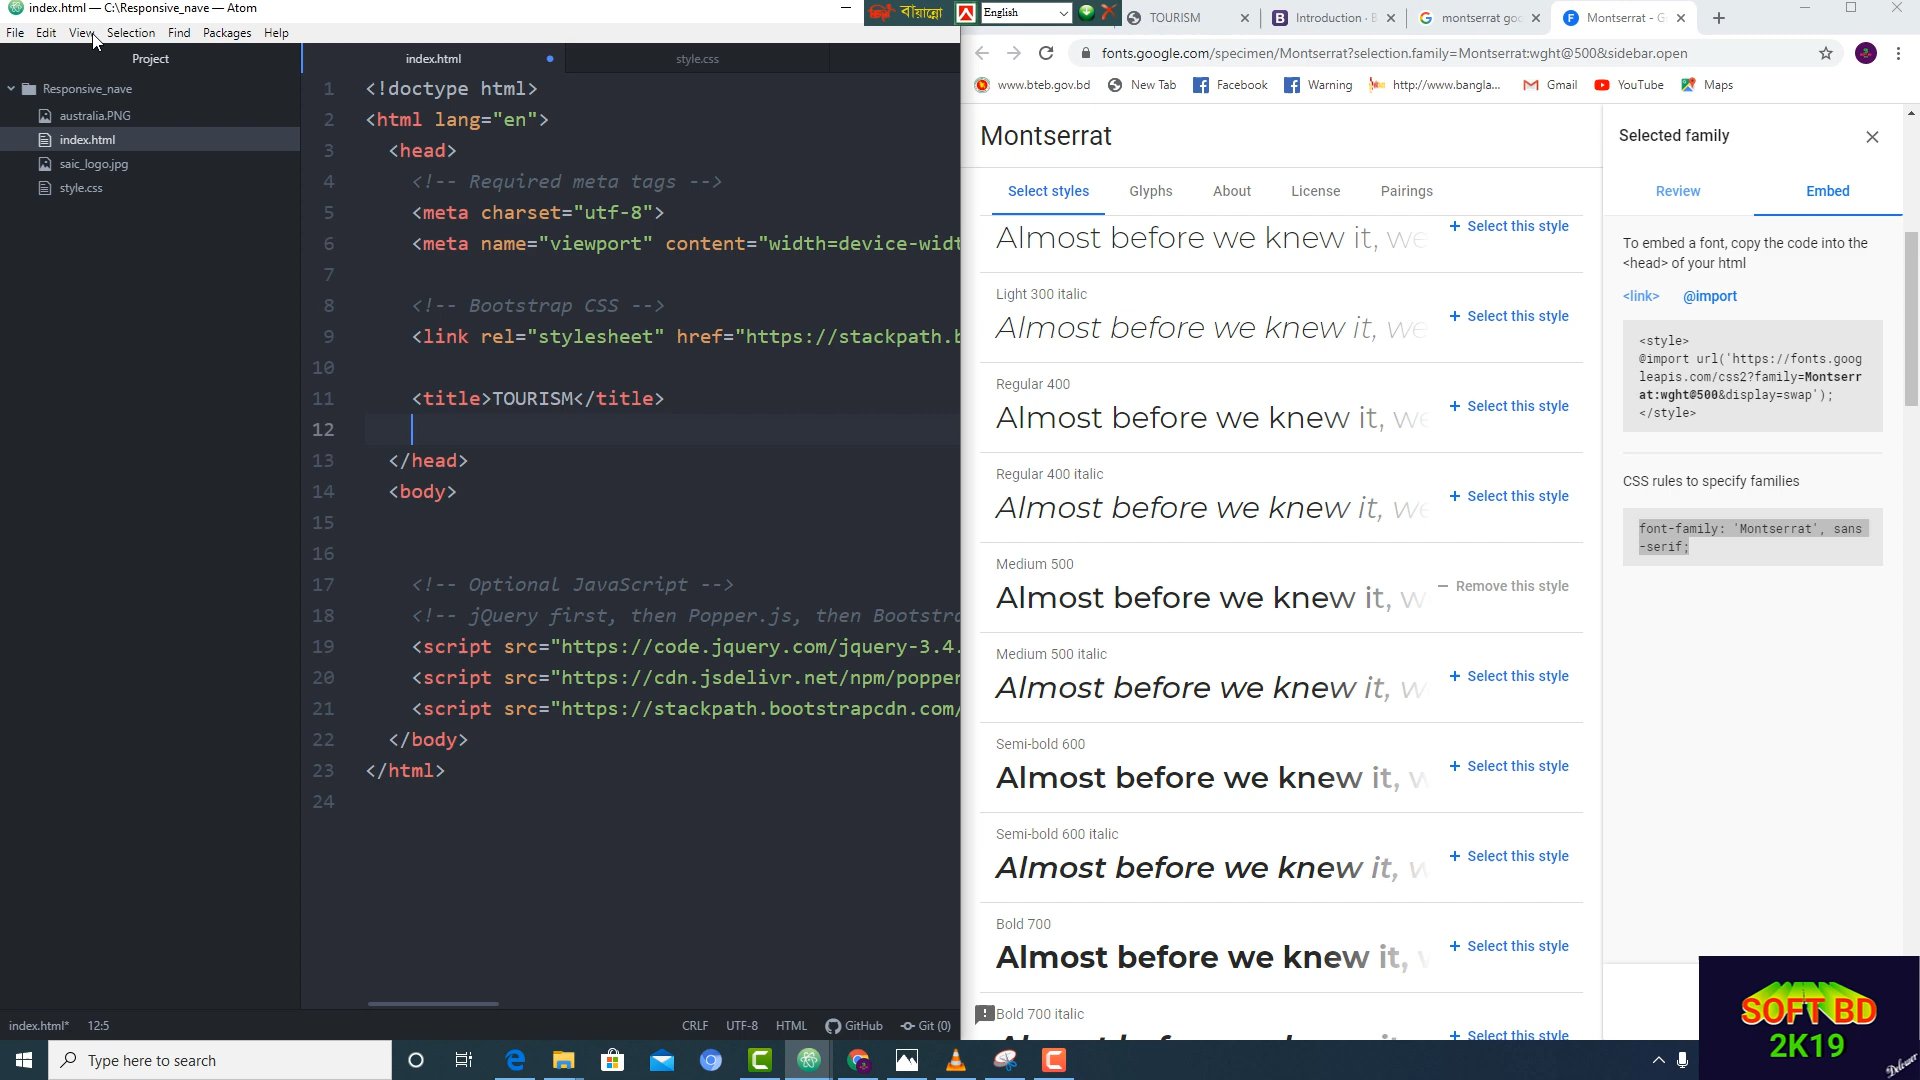 index.html — C:\Responsive_nave — Atom
File Edit View Selection Find Packages Help
Project
Responsive_nave
australia.PNG
index.html
saic_logo.jpg
style.css
index.html
style.css
1 <!doctype html>
2 <html lang="en">
3 <head>
4 <!-- Required meta tags -->
5 <meta charset="utf-8">
6 <meta name="viewport" content="width=device-widt
7
8 <!-- Bootstrap CSS -->
9 <link rel="stylesheet" href="https://stackpath.b
10
11 <title>TOURISM</title>
12
13 </head>
14 <body>
15
16
17 <!-- Optional JavaScript -->
18 <!-- jQuery first, then Popper.js, then Bootstra
19 <script src="https://code.jquery.com/jquery-3.4.
20 <script src="https://cdn.jsdelivr.net/npm/popper
21 <script src="https://stackpath.bootstrapcdn.com/
22 </body>
23 </html>
24
index.html* 12:5
CRLF UTF-8 HTML GitHub Git (0)
English
TOURISM
Introduction · B
montserrat goo
Montserrat - G
fonts.google.com/specimen/Montserrat?selection.family=Montserrat:wght@500&sidebar.open
www.bteb.gov.bd New Tab Facebook Warning http://www.bangla... Gmail YouTube Maps
Montserrat
Select styles Glyphs About License Pairings
Almost before we knew it, we
+ Select this style
Light 300 italic
Almost before we knew it, we
+ Select this style
Regular 400
Almost before we knew it, we
+ Select this style
Regular 400 italic
Almost before we knew it, we
+ Select this style
Medium 500
Almost before we knew it, w
— Remove this style
Medium 500 italic
Almost before we knew it, w
+ Select this style
Semi-bold 600
Almost before we knew it, w
+ Select this style
Semi-bold 600 italic
Almost before we knew it, w
+ Select this style
Bold 700
Almost before we knew it, w
+ Select this style
Bold 700 italic
+ Select this style
Selected family
Review Embed
To embed a font, copy the code into the
<head> of your html
<link> @import
<style>
@import url('https://fonts.goog
leapis.com/css2?family=Montserr
at:wght@500&display=swap');
</style>
CSS rules to specify families
font-family: 'Montserrat', sans
-serif;
SOFT BD
2K19
Type here to search